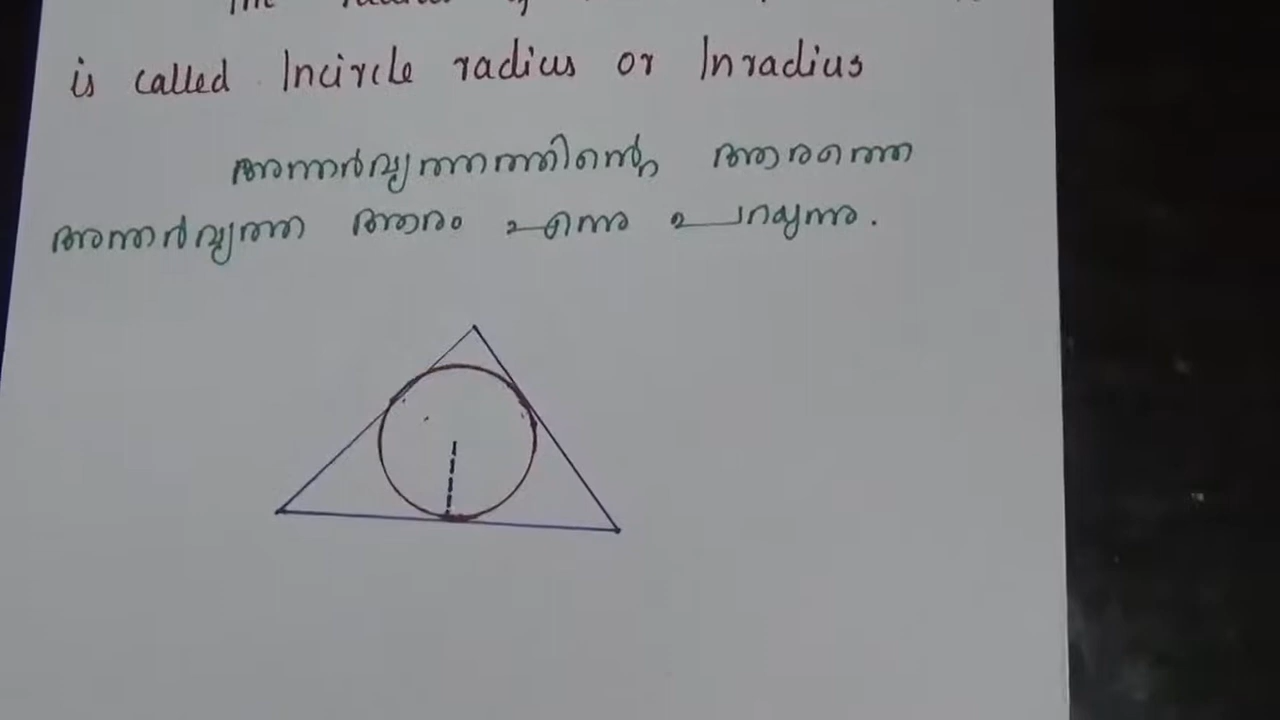 is called Incircle radius or Inradius
അന്തർവൃത്തത്തിന്റെ ആരത്തെ
അന്തർവൃത്ത ആരം എന്നു പറയുന്നു.